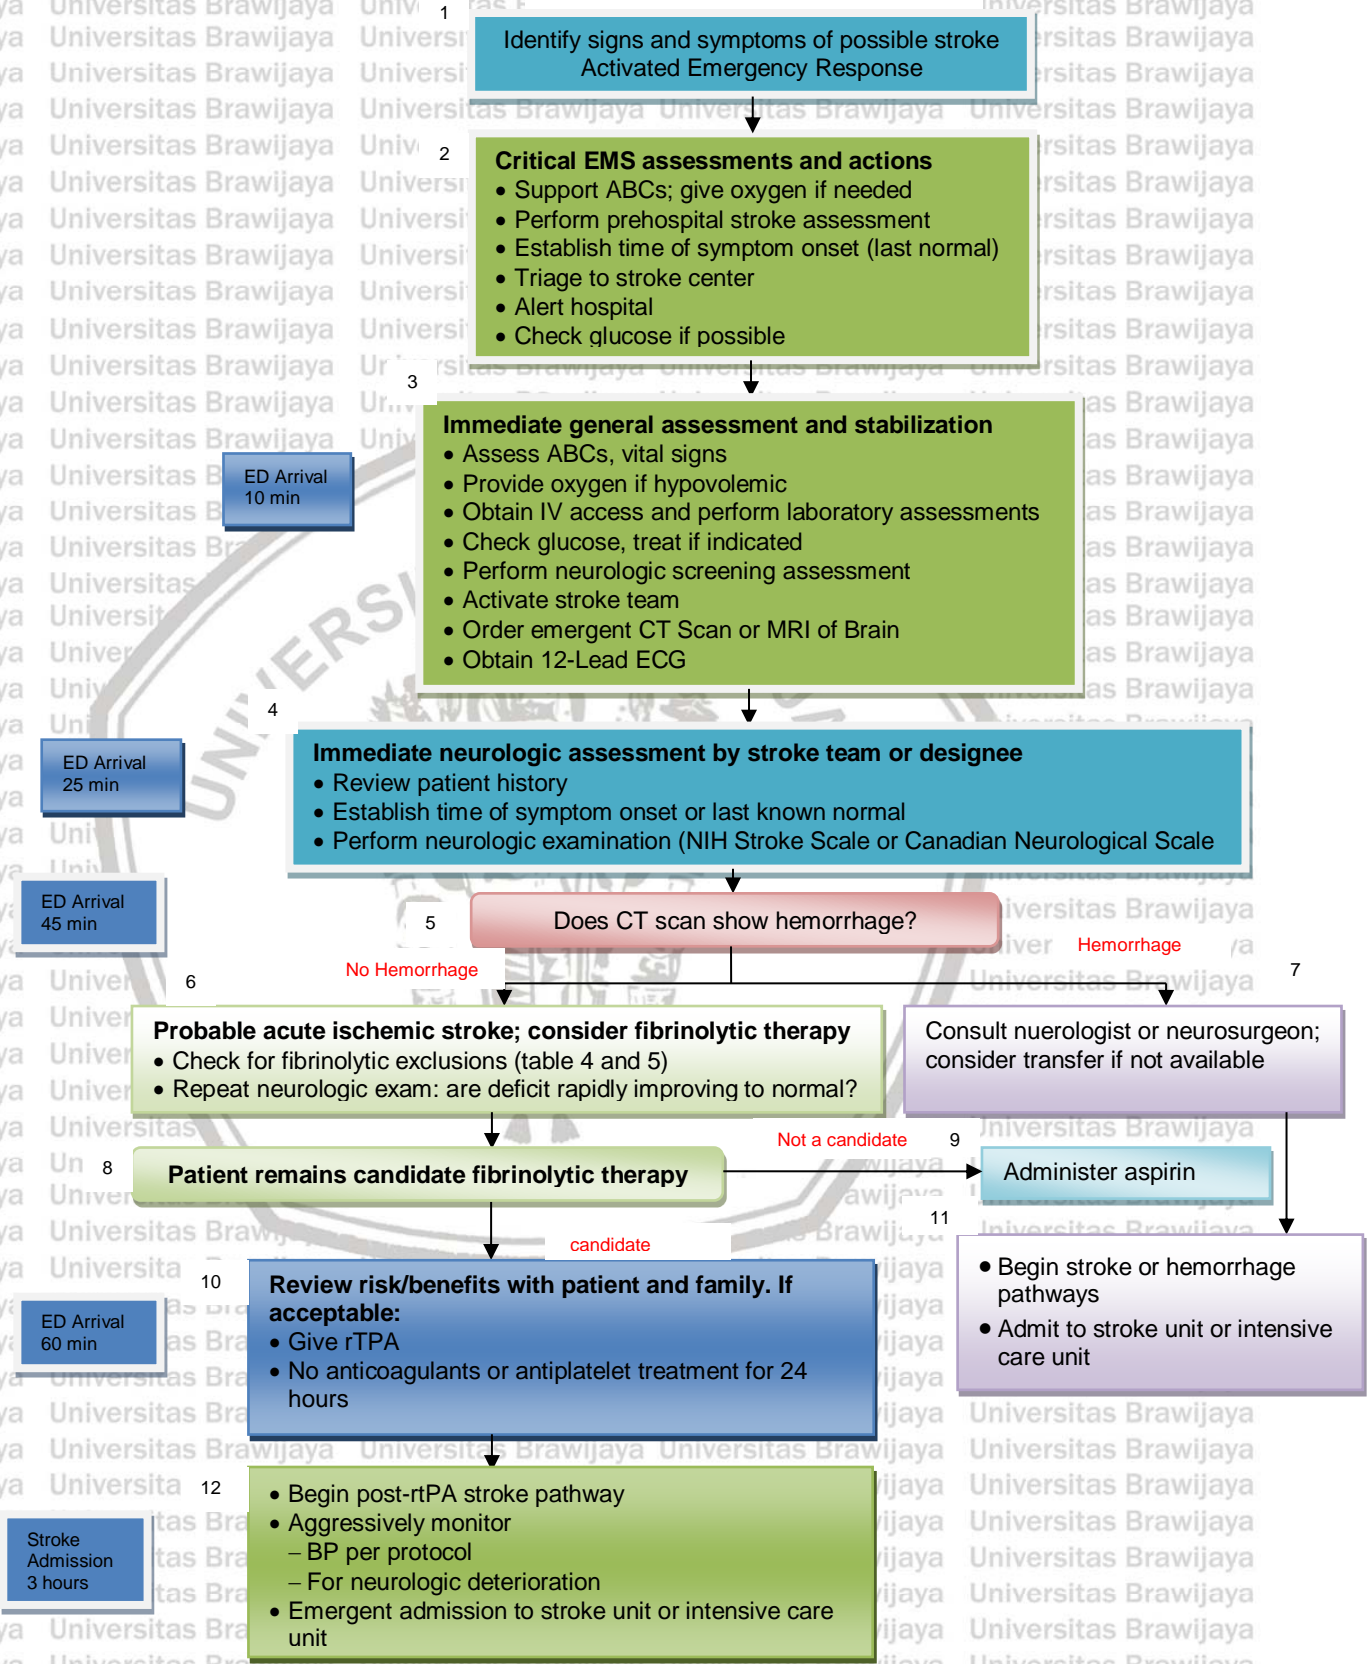 1
Identify signs and symptoms of possible stroke
Activated Emergency Response
2
Critical EMS assessments and actions
• Support ABCs; give oxygen if needed
• Perform prehospital stroke assessment
• Establish time of symptom onset (last normal)
• Triage to stroke center
• Alert hospital
• Check glucose if possible
3
ED Arrival
10 min
Immediate general assessment and stabilization
• Assess ABCs, vital signs
• Provide oxygen if hypovolemic
• Obtain IV access and perform laboratory assessments
• Check glucose, treat if indicated
• Perform neurologic screening assessment
• Activate stroke team
• Order emergent CT Scan or MRI of Brain
• Obtain 12-Lead ECG
4
ED Arrival
25 min
Immediate neurologic assessment by stroke team or designee
• Review patient history
• Establish time of symptom onset or last known normal
• Perform neurologic examination (NIH Stroke Scale or Canadian Neurological Scale
ED Arrival
45 min
5
Does CT scan show hemorrhage?
No Hemorrhage
Hemorrhage
6
Probable acute ischemic stroke; consider fibrinolytic therapy
• Check for fibrinolytic exclusions (table 4 and 5)
• Repeat neurologic exam: are deficit rapidly improving to normal?
7
Consult nuerologist or neurosurgeon;
consider transfer if not available
8
Patient remains candidate fibrinolytic therapy
Not a candidate
9
Administer aspirin
candidate
10
ED Arrival
60 min
Review risk/benefits with patient and family. If
acceptable:
• Give rTPA
• No anticoagulants or antiplatelet treatment for 24
hours
11
• Begin stroke or hemorrhage
pathways
• Admit to stroke unit or intensive
care unit
12
Stroke
Admission
3 hours
• Begin post-rtPA stroke pathway
• Aggressively monitor
– BP per protocol
– For neurologic deterioration
• Emergent admission to stroke unit or intensive care
unit
Universitas Brawijaya